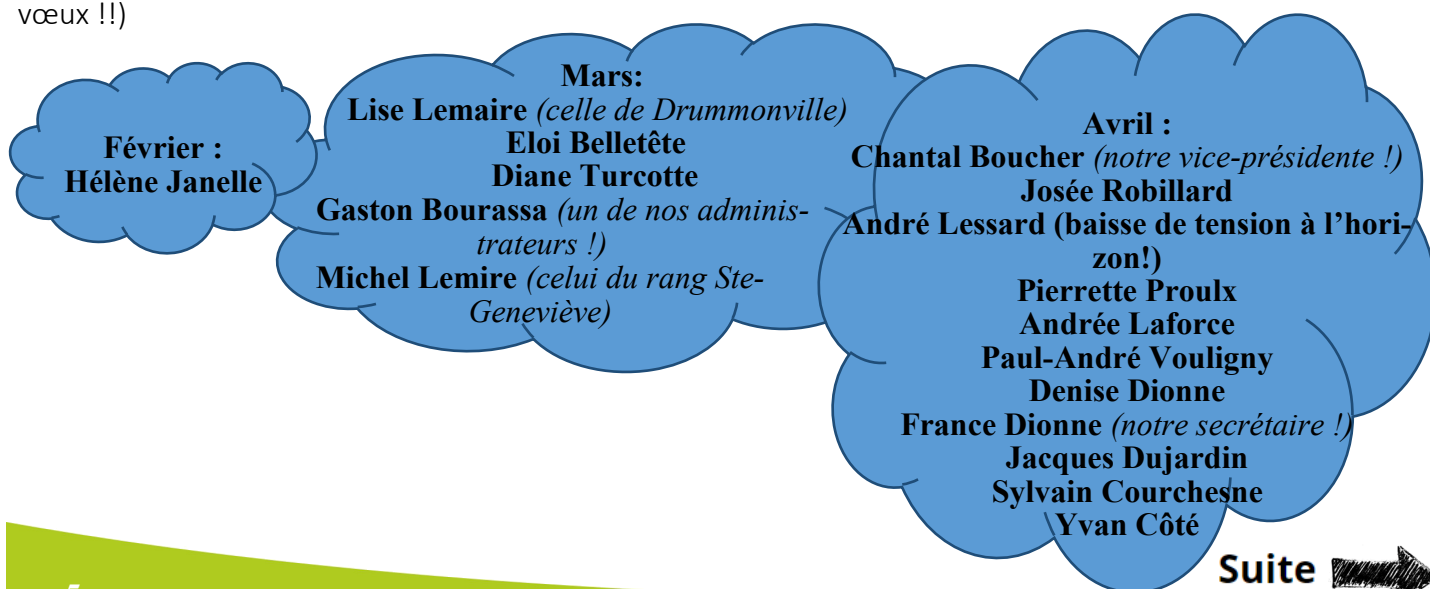 vœux !!)
Février :
Hélène Janelle
Mars:
Lise Lemaire (celle de Drummonville)
Eloi Belletête
Diane Turcotte
Gaston Bourassa (un de nos adminis-
trateurs !)
Michel Lemire (celui du rang Ste-
Geneviève)
Avril :
Chantal Boucher (notre vice-présidente !)
Josée Robillard
André Lessard (baisse de tension à l’hori-
zon!)
Pierrette Proulx
Andrée Laforce
Paul-André Vouligny
Denise Dionne
France Dionne (notre secrétaire !)
Jacques Dujardin
Sylvain Courchesne
Yvan Côté
Suite